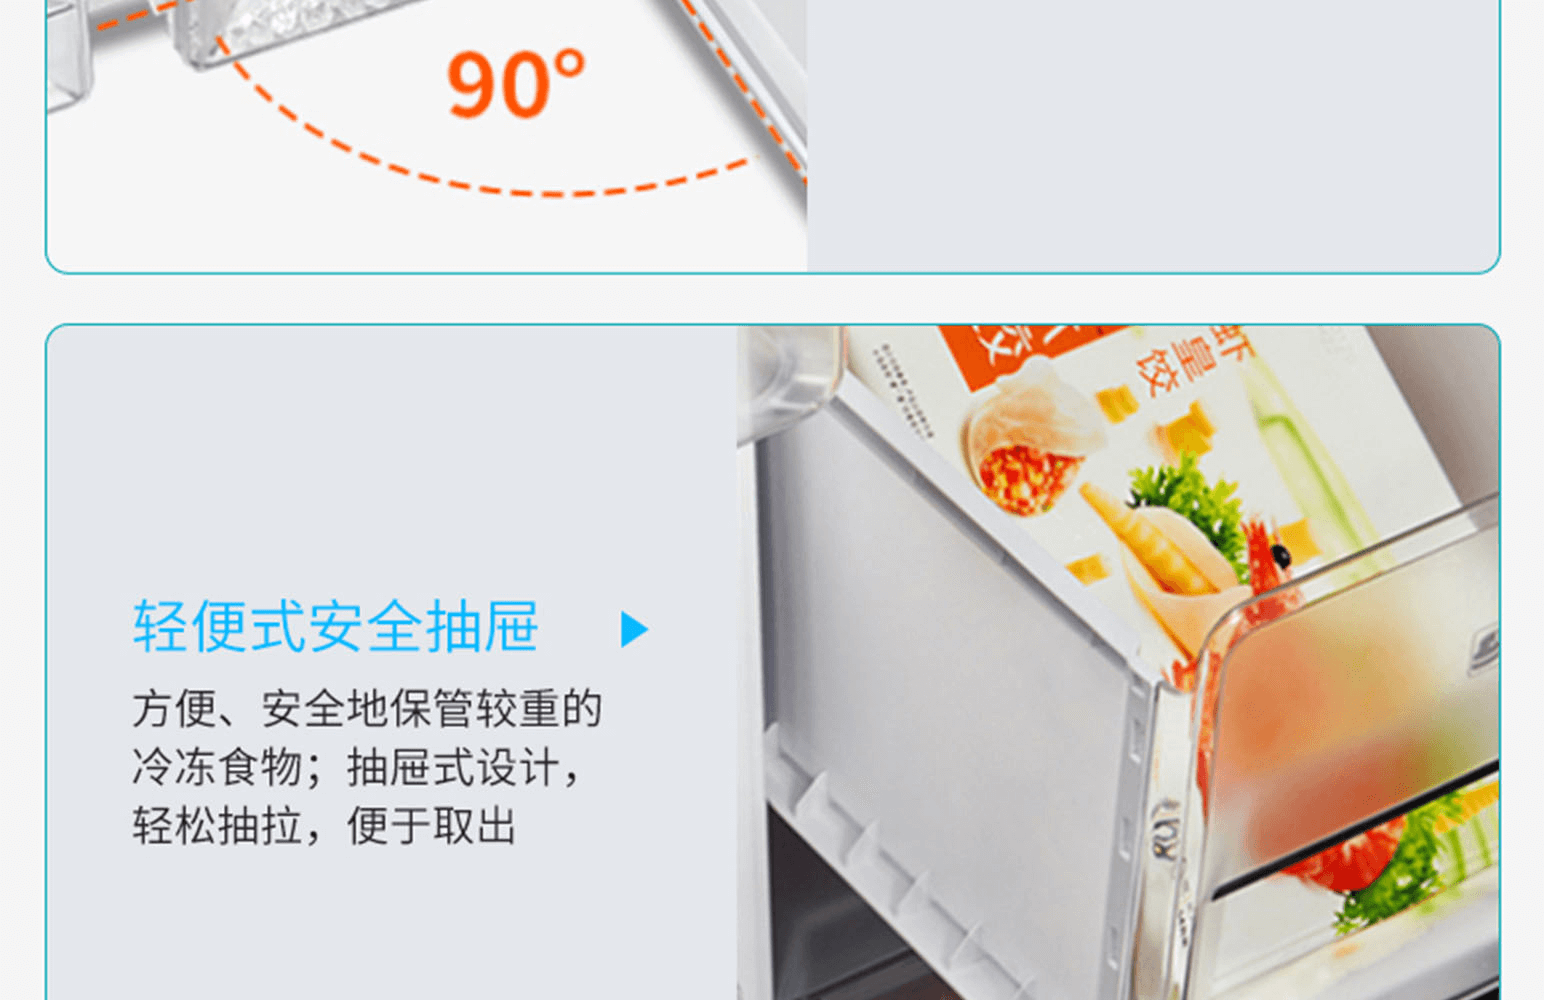 90°
虾
皇
饺
饺
轻便式安全抽屉
方便、安全地保管较重的
冷冻食物；抽屉式设计，
轻松抽拉，便于取出